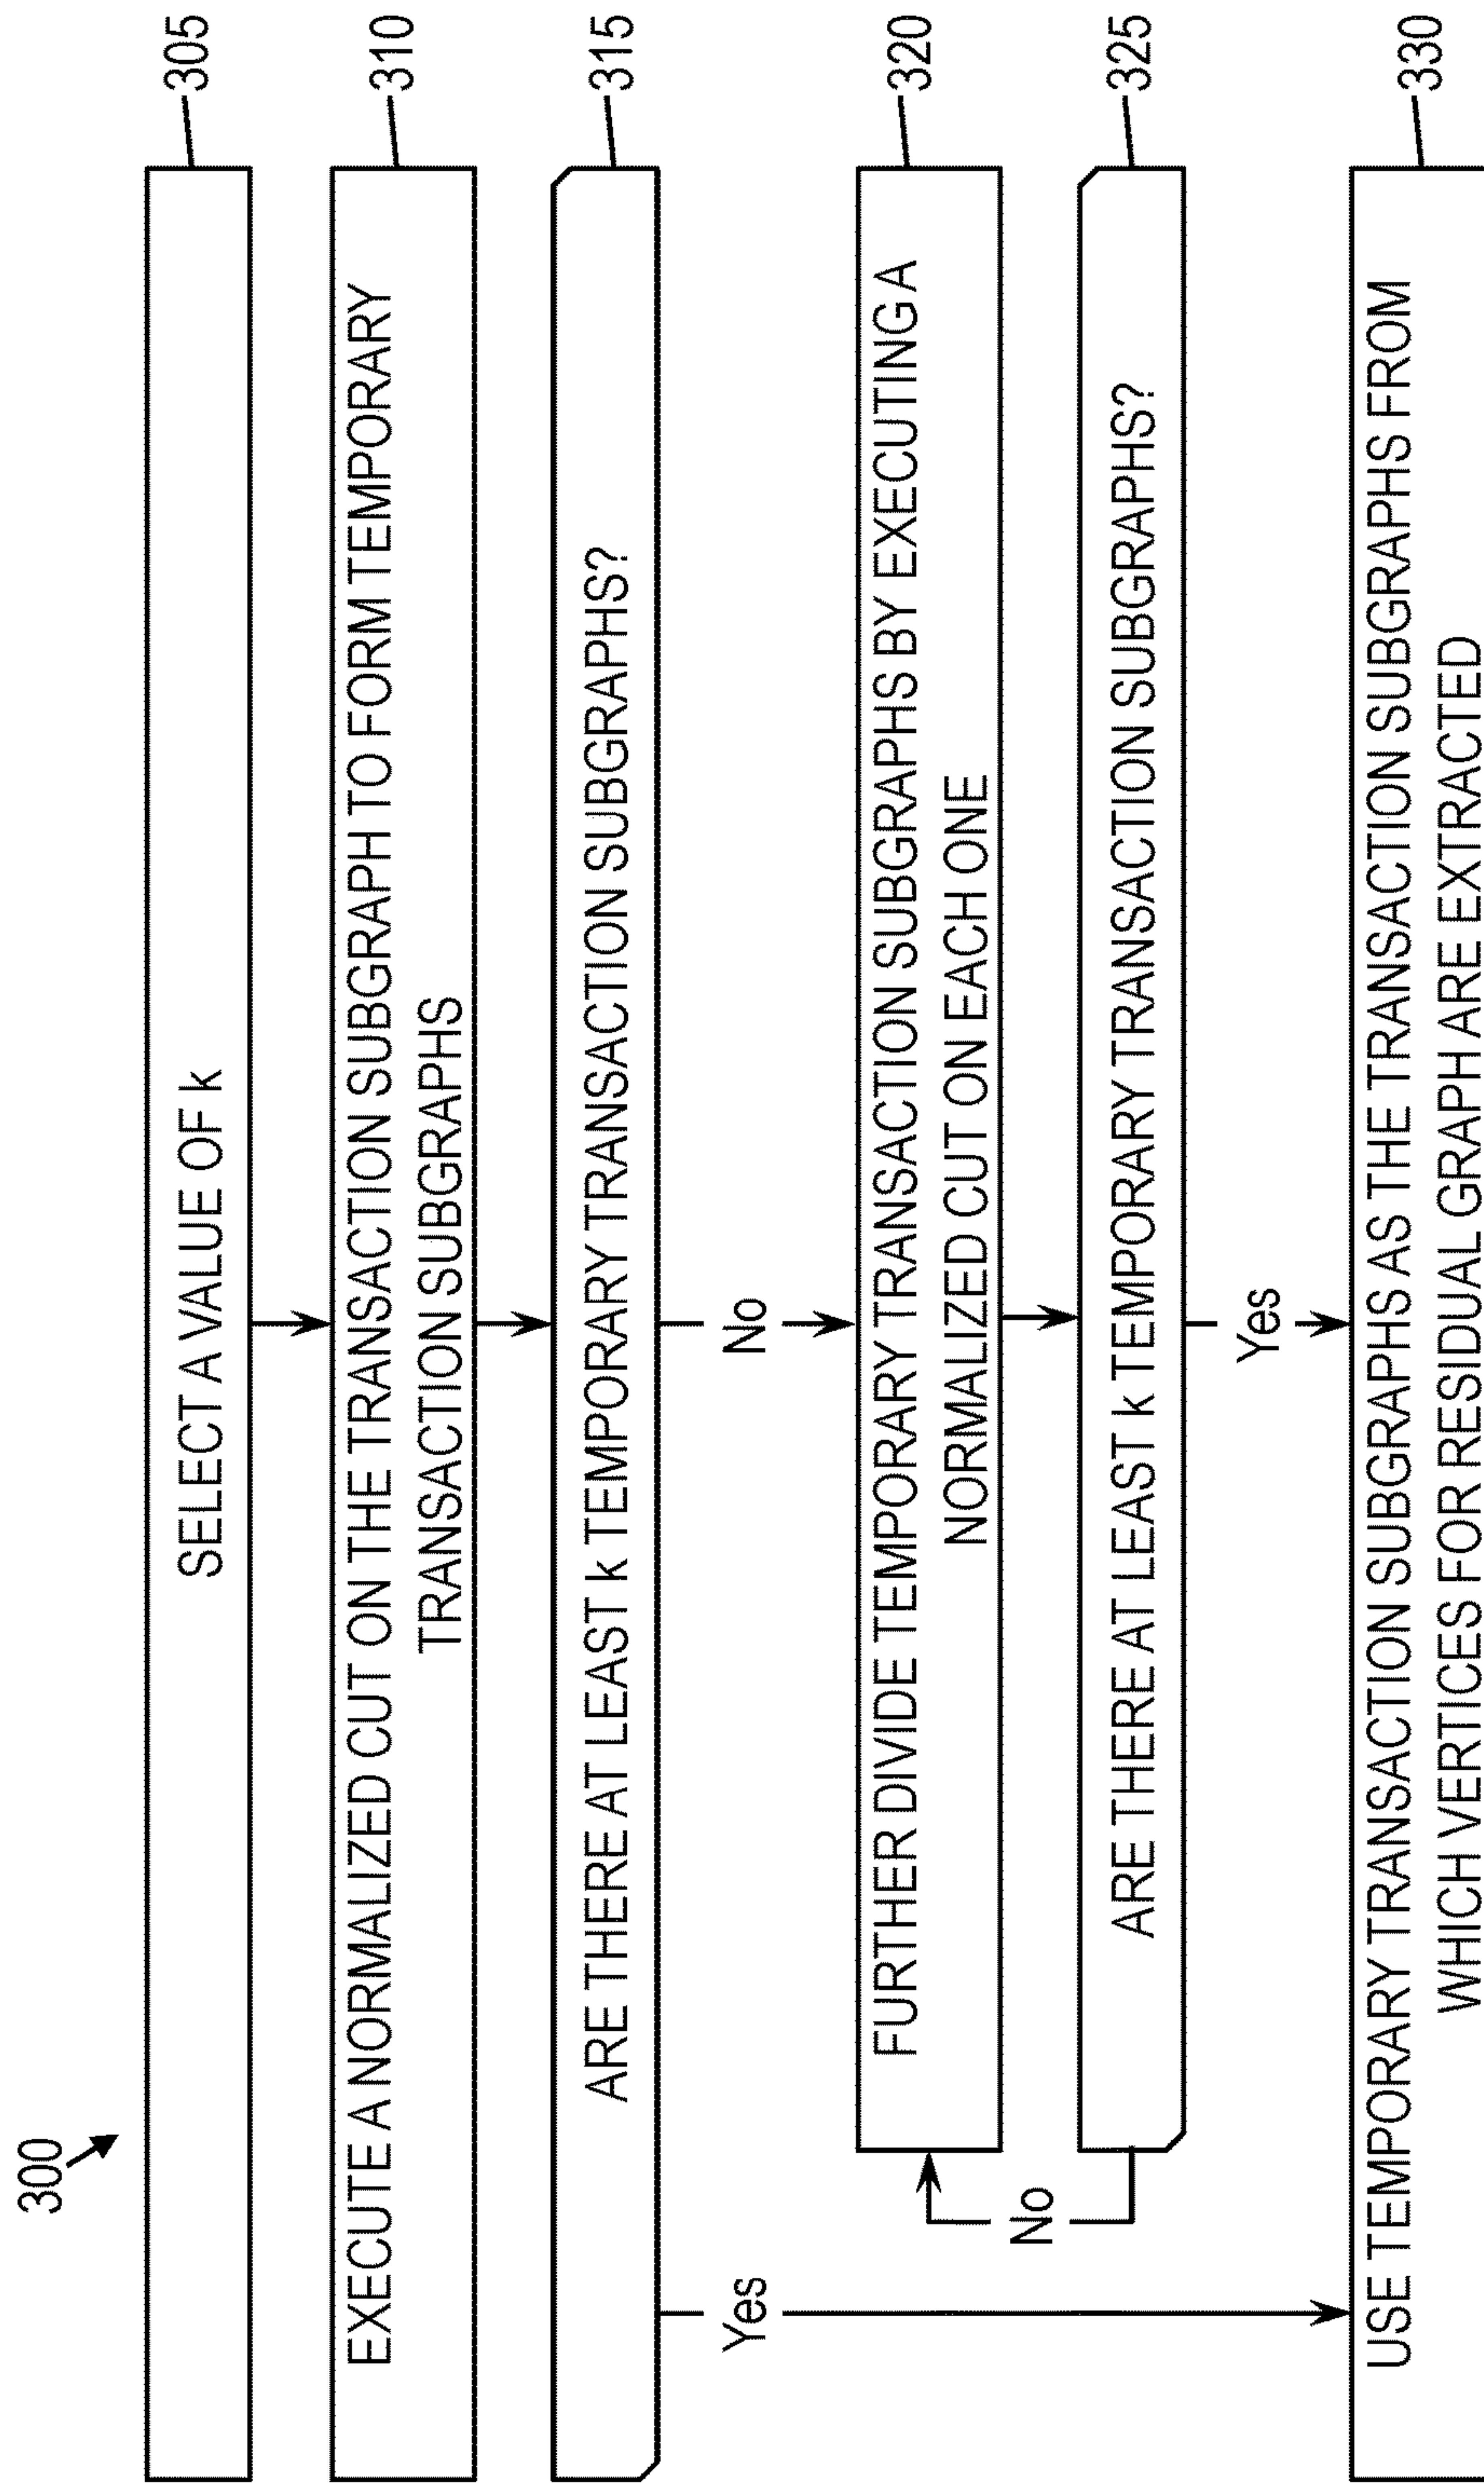 300
SELECT A VALUE OF k
305
EXECUTE A NORMALIZED CUT ON THE TRANSACTION SUBGRAPH TO FORM TEMPORARY
TRANSACTION SUBGRAPHS
310
ARE THERE AT LEAST k TEMPORARY TRANSACTION SUBGRAPHS?
315
Yes
No
FURTHER DIVIDE TEMPORARY TRANSACTION SUBGRAPHS BY EXECUTING A
NORMALIZED CUT ON EACH ONE
320
No
ARE THERE AT LEAST k TEMPORARY TRANSACTION SUBGRAPHS?
325
Yes
USE TEMPORARY TRANSACTION SUBGRAPHS AS THE TRANSACTION SUBGRAPHS FROM
WHICH VERTICES FOR RESIDUAL GRAPH ARE EXTRACTED
330